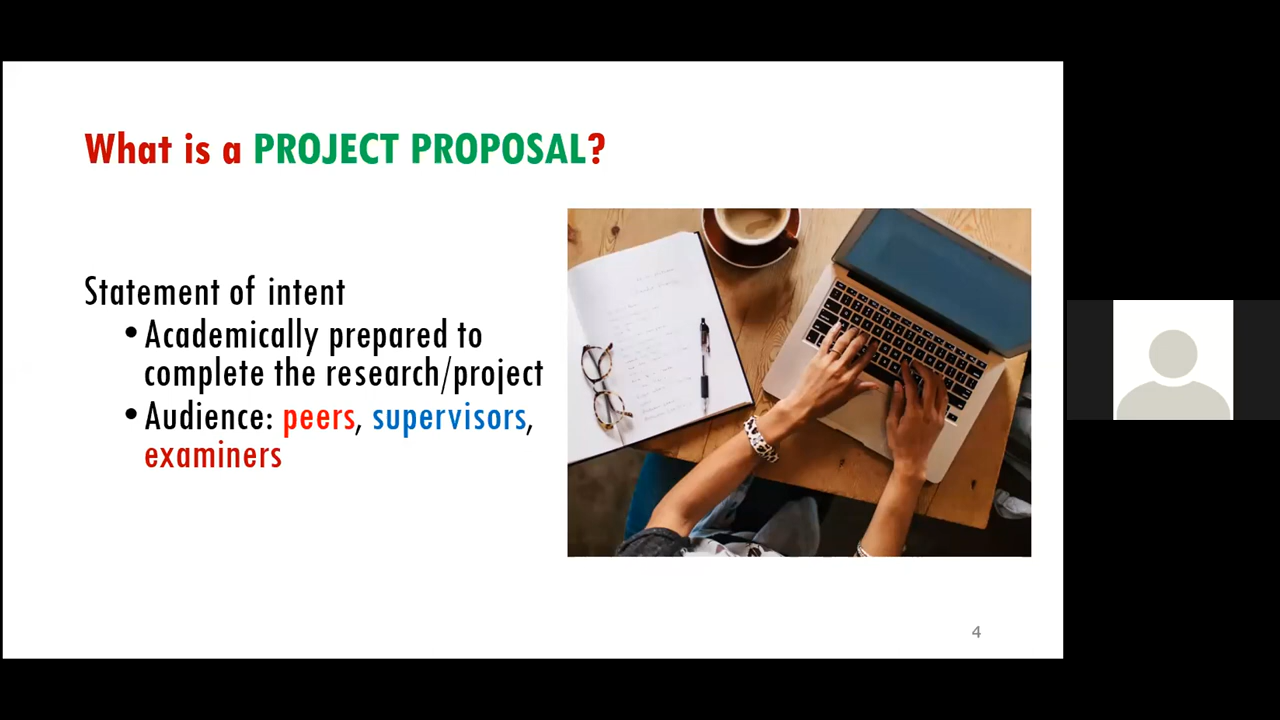 What is a PROJECT PROPOSAL?
Statement of intent
• Academically prepared to
complete the research/project
• Audience: peers, supervisors,
examiners
4